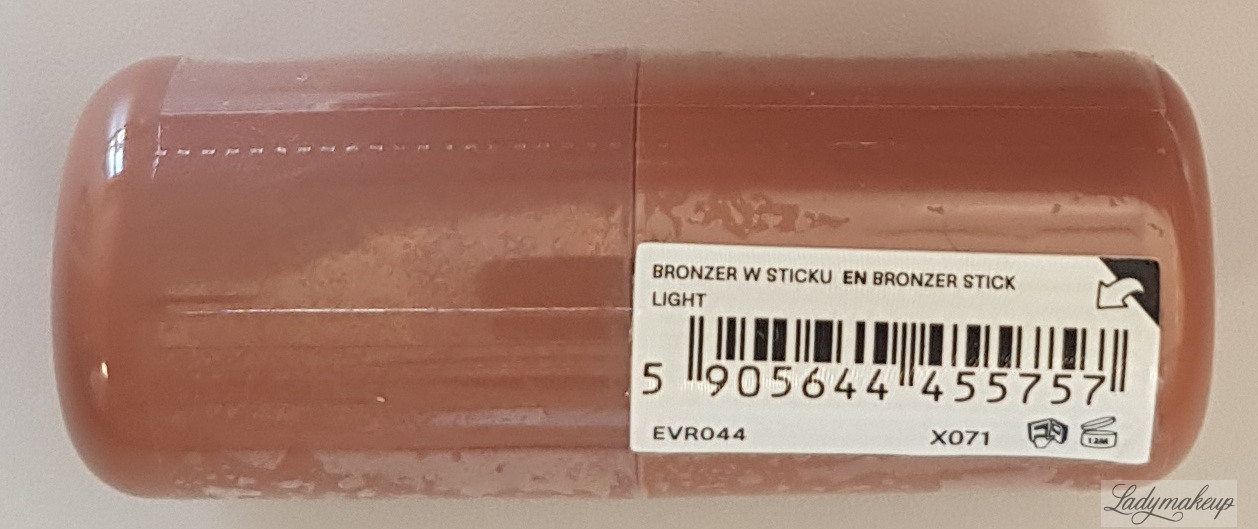 BRONZER W STICKU EN BRONZER STICK
LIGHT
5 905644 455757
EVR044 X071
12M
Ladymakeup